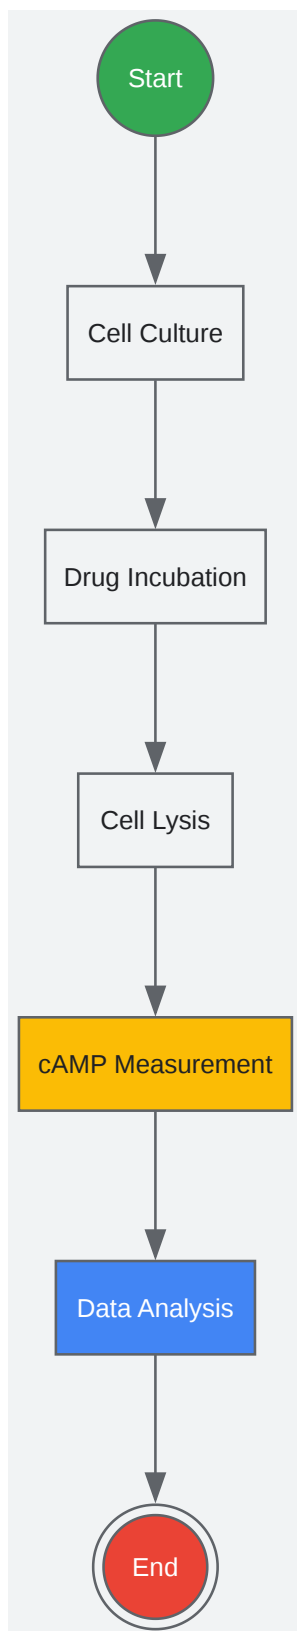 Start
Cell Culture
Drug Incubation
Cell Lysis
cAMP Measurement
Data Analysis
End